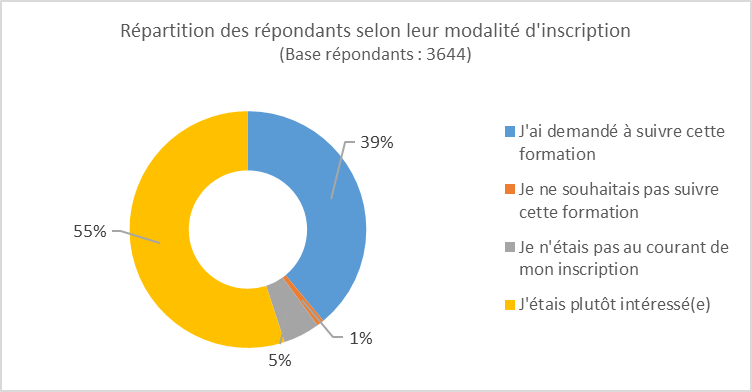 Répartition des répondants selon leur modalité d'inscription
(Base répondants : 3644)
39%
55%
1%
5%
J'ai demandé à suivre cette
formation
Je ne souhaitais pas suivre
cette formation
Je n'étais pas au courant de
mon inscription
J'étais plutôt intéressé(e)